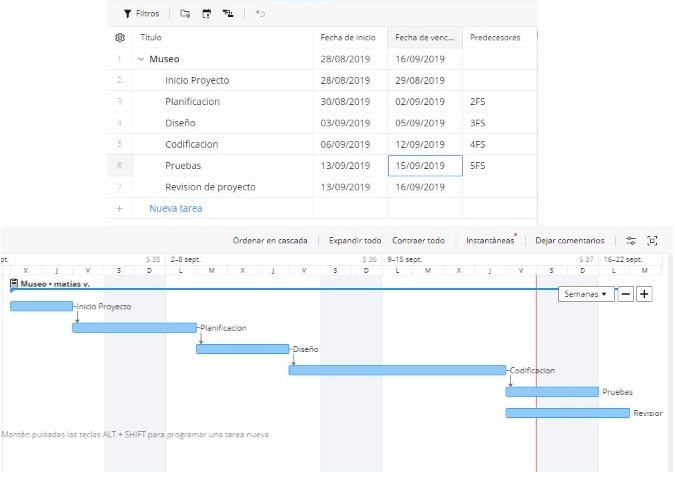 Filtros
Título Fecha de inicio Fecha de venc... Predecesores
1 Museo 28/08/2019 16/09/2019
2 Inicio Proyecto 28/08/2019 29/08/2019
3 Planificacion 30/08/2019 02/09/2019 2FS
4 Diseño 03/09/2019 05/09/2019 3FS
5 Codificacion 06/09/2019 12/09/2019 4FS
6 Pruebas 13/09/2019 15/09/2019 5FS
7 Revision de proyecto 13/09/2019 16/09/2019
+ Nueva tarea
Ordenar en cascada Expandir todo Contraer todo Instantáneas Dejar comentarios
pt. S 35 2–8 sept. S 36 9–15 sept. S 37 16–22 sept.
X J V S D L M X J V S D L M X J V S D L M
Museo • matias v.
Semanas
Inicio Proyecto
Planificacion
Diseño
Codificacion
Pruebas
Revisior
Mantén pulsadas las teclas ALT + SHIFT para programar una tarea nueva